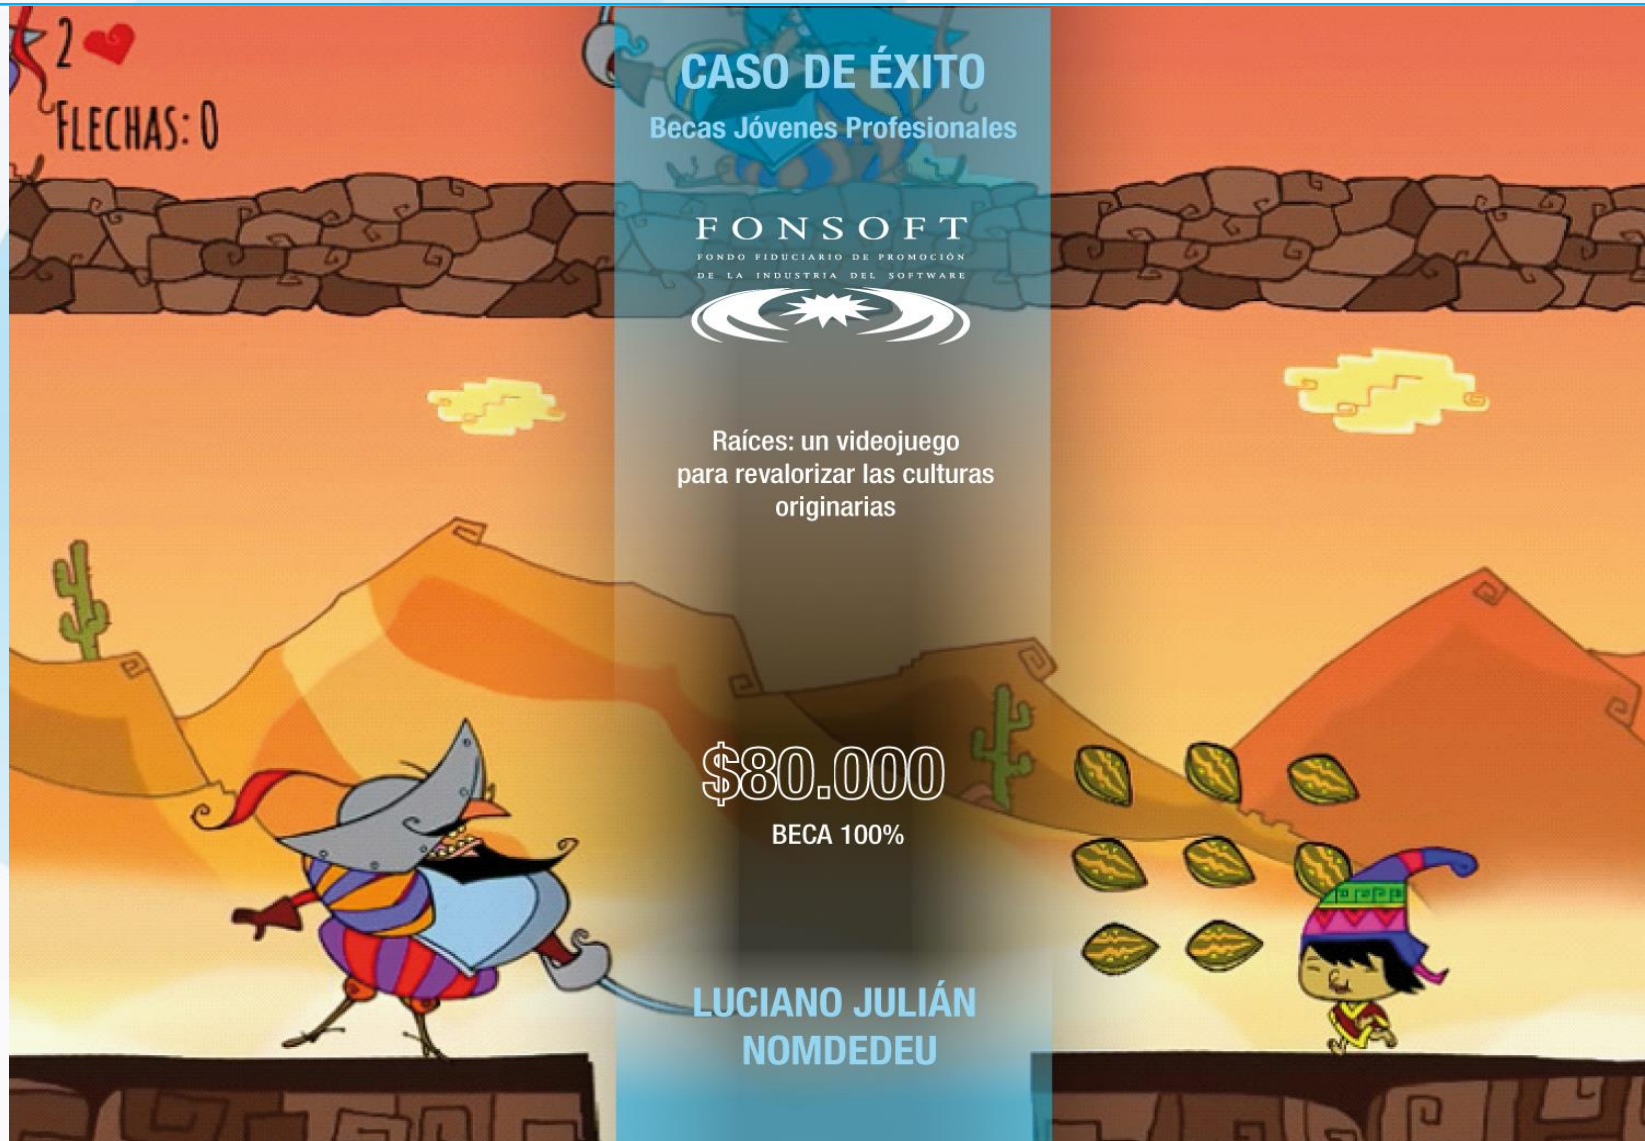 2
FLECHAS: 0
CASO DE ÉXITO
Becas Jóvenes Profesionales
FONSOFT
FONDO FIDUCIARIO DE PROMOCIÓN
DE LA INDUSTRIA DEL SOFTWARE
Raíces: un videojuego
para revalorizar las culturas
originarias
$80.000
BECA 100%
LUCIANO JULIÁN
NOMDEDEU